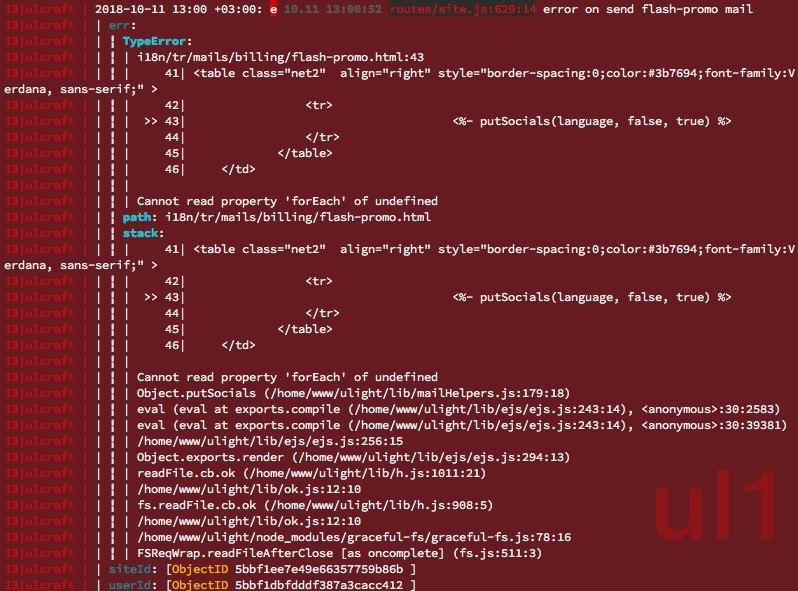 13|ulcraft | | 2018-10-11 13:00 +03:00: e 10.11 13:00:52 routes/site.js:629:14 error on send flash-promo mail
13|ulcraft | | err:
13|ulcraft | | ¦ TypeError:
13|ulcraft | | ¦ | i18n/tr/mails/billing/flash-promo.html:43
13|ulcraft | | ¦ |     41| <table class="net2"  align="right" style="border-spacing:0;color:#3b7694;font-family:V
erdana, sans-serif;" >
13|ulcraft | | ¦ |     42|                     <tr>
13|ulcraft | | ¦ |  >> 43|                                       <%- putSocials(language, false, true) %>
13|ulcraft | | ¦ |     44|                     </tr>
13|ulcraft | | ¦ |     45|                 </table>
13|ulcraft | | ¦ |     46|         </td>
13|ulcraft | | ¦ |
13|ulcraft | | ¦ | Cannot read property 'forEach' of undefined
13|ulcraft | | ¦ path: i18n/tr/mails/billing/flash-promo.html
13|ulcraft | | ¦ stack:
13|ulcraft | | ¦ |     41| <table class="net2"  align="right" style="border-spacing:0;color:#3b7694;font-family:V
erdana, sans-serif;" >
13|ulcraft | | ¦ |     42|                     <tr>
13|ulcraft | | ¦ |  >> 43|                                       <%- putSocials(language, false, true) %>
13|ulcraft | | ¦ |     44|                     </tr>
13|ulcraft | | ¦ |     45|                 </table>
13|ulcraft | | ¦ |     46|         </td>
13|ulcraft | | ¦ |
13|ulcraft | | ¦ | Cannot read property 'forEach' of undefined
13|ulcraft | | ¦ | Object.putSocials (/home/www/ulight/lib/mailHelpers.js:179:18)
13|ulcraft | | ¦ | eval (eval at exports.compile (/home/www/ulight/lib/ejs/ejs.js:243:14), <anonymous>:30:2583)
13|ulcraft | | ¦ | eval (eval at exports.compile (/home/www/ulight/lib/ejs/ejs.js:243:14), <anonymous>:30:39381)
13|ulcraft | | ¦ | /home/www/ulight/lib/ejs/ejs.js:256:15
13|ulcraft | | ¦ | Object.exports.render (/home/www/ulight/lib/ejs/ejs.js:294:13)
13|ulcraft | | ¦ | readFile.cb.ok (/home/www/ulight/lib/h.js:1011:21)
13|ulcraft | | ¦ | /home/www/ulight/lib/ok.js:12:10
13|ulcraft | | ¦ | fs.readFile.cb.ok (/home/www/ulight/lib/h.js:908:5)
13|ulcraft | | ¦ | /home/www/ulight/lib/ok.js:12:10
13|ulcraft | | ¦ | /home/www/ulight/node_modules/graceful-fs/graceful-fs.js:78:16
13|ulcraft | | ¦ | FSReqWrap.readFileAfterClose [as oncomplete] (fs.js:511:3)
13|ulcraft | | siteId: [ObjectID 5bbf1ee7e49e66357759b86b ]
13|ulcraft | | userId: [ObjectID 5bbf1dbfdddf387a3cacc412 ]
ul1